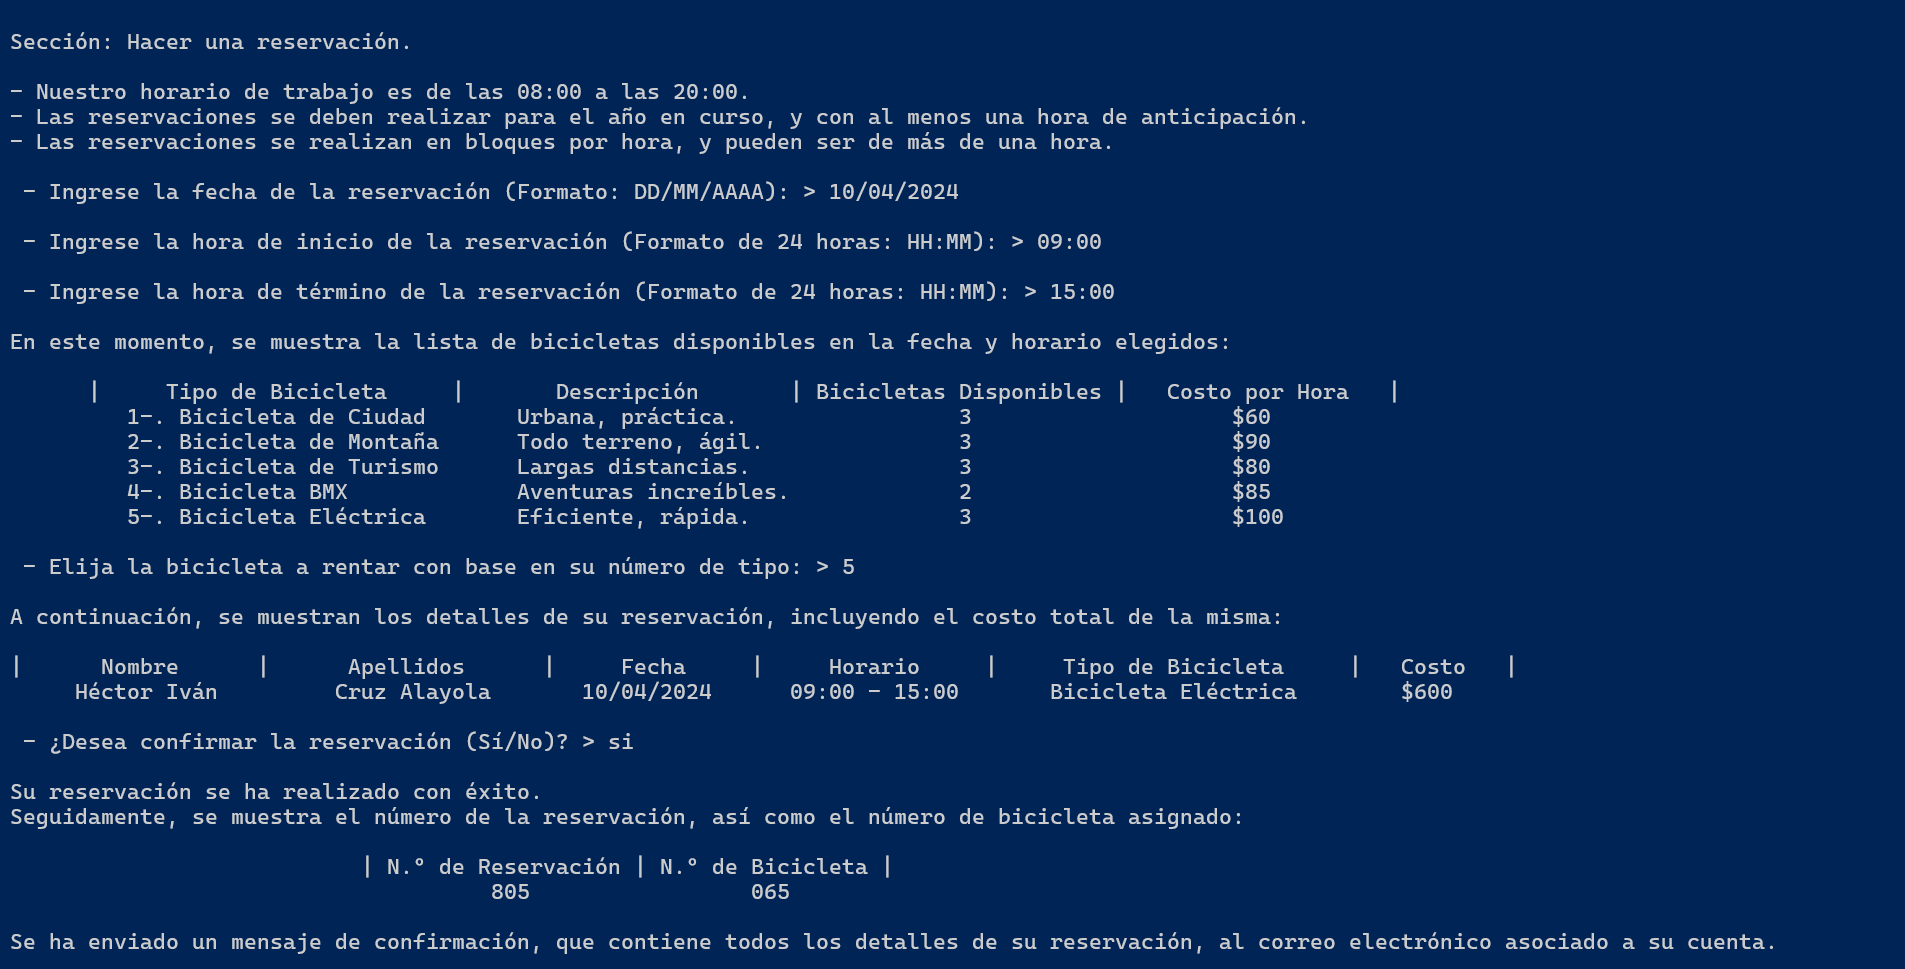 Sección: Hacer una reservación.
- Nuestro horario de trabajo es de las 08:00 a las 20:00.
- Las reservaciones se deben realizar para el año en curso, y con al menos una hora de anticipación.
- Las reservaciones se realizan en bloques por hora, y pueden ser de más de una hora.
- Ingrese la fecha de la reservación (Formato: DD/MM/AAAA): > 10/04/2024
- Ingrese la hora de inicio de la reservación (Formato de 24 horas: HH:MM): > 09:00
- Ingrese la hora de término de la reservación (Formato de 24 horas: HH:MM): > 15:00
En este momento, se muestra la lista de bicicletas disponibles en la fecha y horario elegidos:
| Tipo de Bicicleta | Descripción | Bicicletas Disponibles | Costo por Hora |
1-. Bicicleta de Ciudad Urbana, práctica. 3 $60
2-. Bicicleta de Montaña Todo terreno, ágil. 3 $90
3-. Bicicleta de Turismo Largas distancias. 3 $80
4-. Bicicleta BMX Aventuras increíbles. 2 $85
5-. Bicicleta Eléctrica Eficiente, rápida. 3 $100
- Elija la bicicleta a rentar con base en su número de tipo: > 5
A continuación, se muestran los detalles de su reservación, incluyendo el costo total de la misma:
| Nombre | Apellidos | Fecha | Horario | Tipo de Bicicleta | Costo |
Héctor Iván Cruz Alayola 10/04/2024 09:00 - 15:00 Bicicleta Eléctrica $600
- ¿Desea confirmar la reservación (Sí/No)? > si
Su reservación se ha realizado con éxito.
Seguidamente, se muestra el número de la reservación, así como el número de bicicleta asignado:
| N.º de Reservación | N.º de Bicicleta |
805 065
Se ha enviado un mensaje de confirmación, que contiene todos los detalles de su reservación, al correo electrónico asociado a su cuenta.